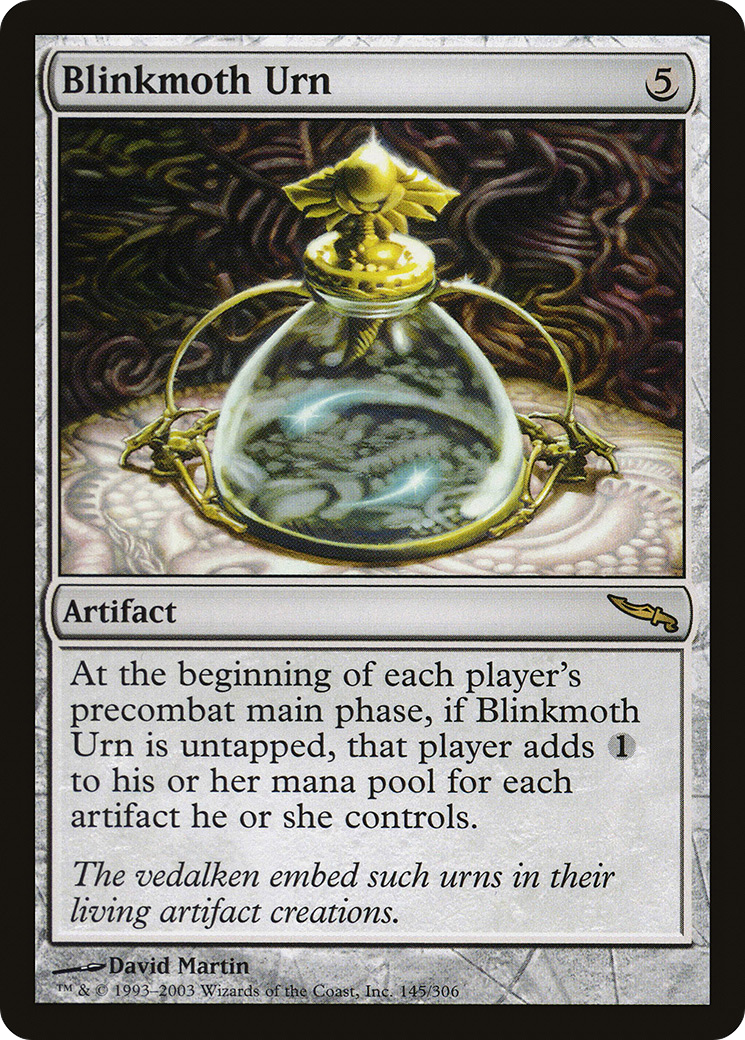 Blinkmoth Urn 5
Artifact
At the beginning of each player's
precombat main phase, if Blinkmoth
Urn is untapped, that player adds 1
to his or her mana pool for each
artifact he or she controls.
The vedalken embed such urns in their
living artifact creations.
David Martin
™ & © 1993–2003 Wizards of the Coast, Inc. 145/306